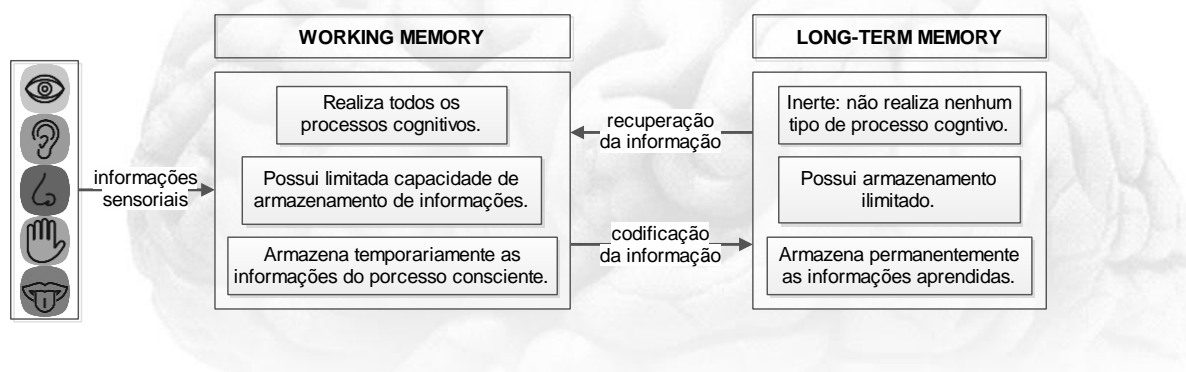 WORKING MEMORY
LONG-TERM MEMORY
informações
sensoriais
Realiza todos os
processos cognitivos.
Possui limitada capacidade de
armazenamento de informações.
Armazena temporariamente as
informações do porcesso consciente.
recuperação
da informação
codificação
da informação
Inerte: não realiza nenhum
tipo de processo cogntivo.
Possui armazenamento
ilimitado.
Armazena permanentemente
as informações aprendidas.